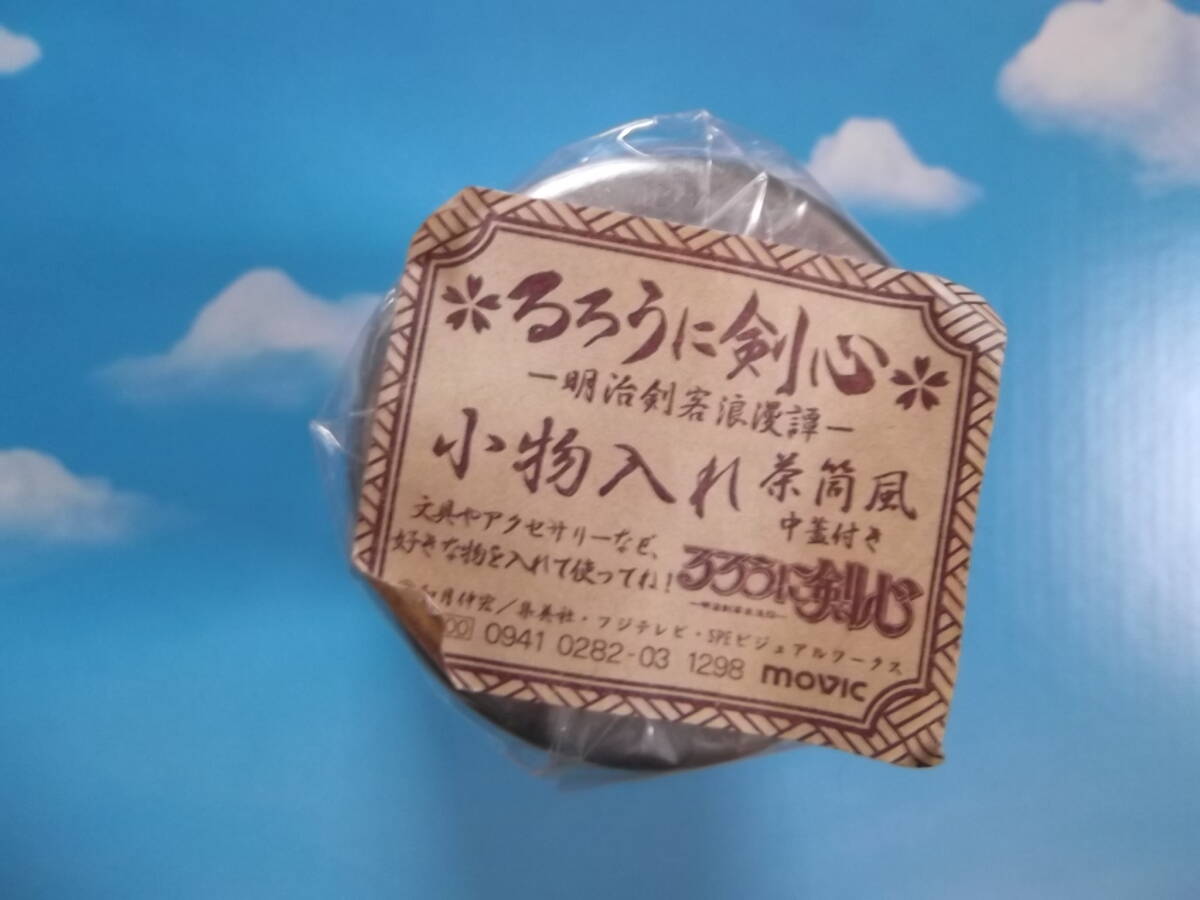 るろうに剣心
ー明治剣客浪漫譚ー
小物入れ 茶筒風
中蓋付き
文具やアクセサリーなど、
好きな物を入れて使ってね!
るろうに剣心
月伸宏/集英社・フジテレビ・SPEビジュアルワークス
0941 0282-03 1298 movic